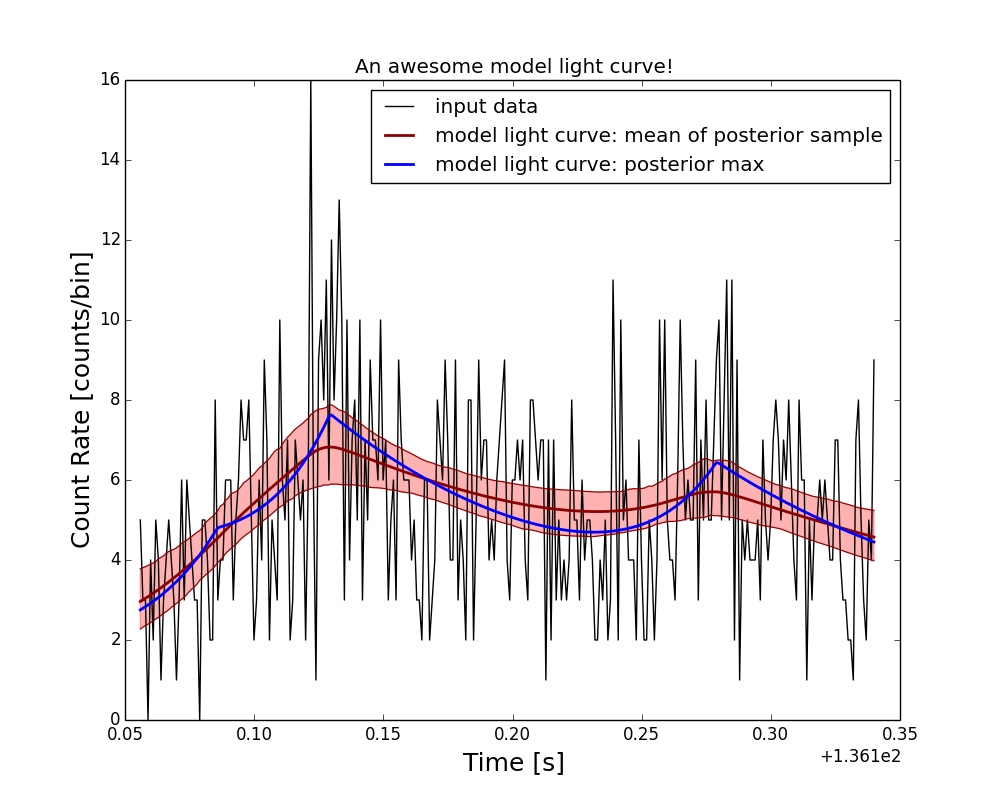 An awesome model light curve!
input data
model light curve: mean of posterior sample
model light curve: posterior max
Count Rate [counts/bin]
16
14
12
10
8
6
4
2
0
0.05 0.10 0.15 0.20 0.25 0.30 0.35
+1.361e2
Time [s]